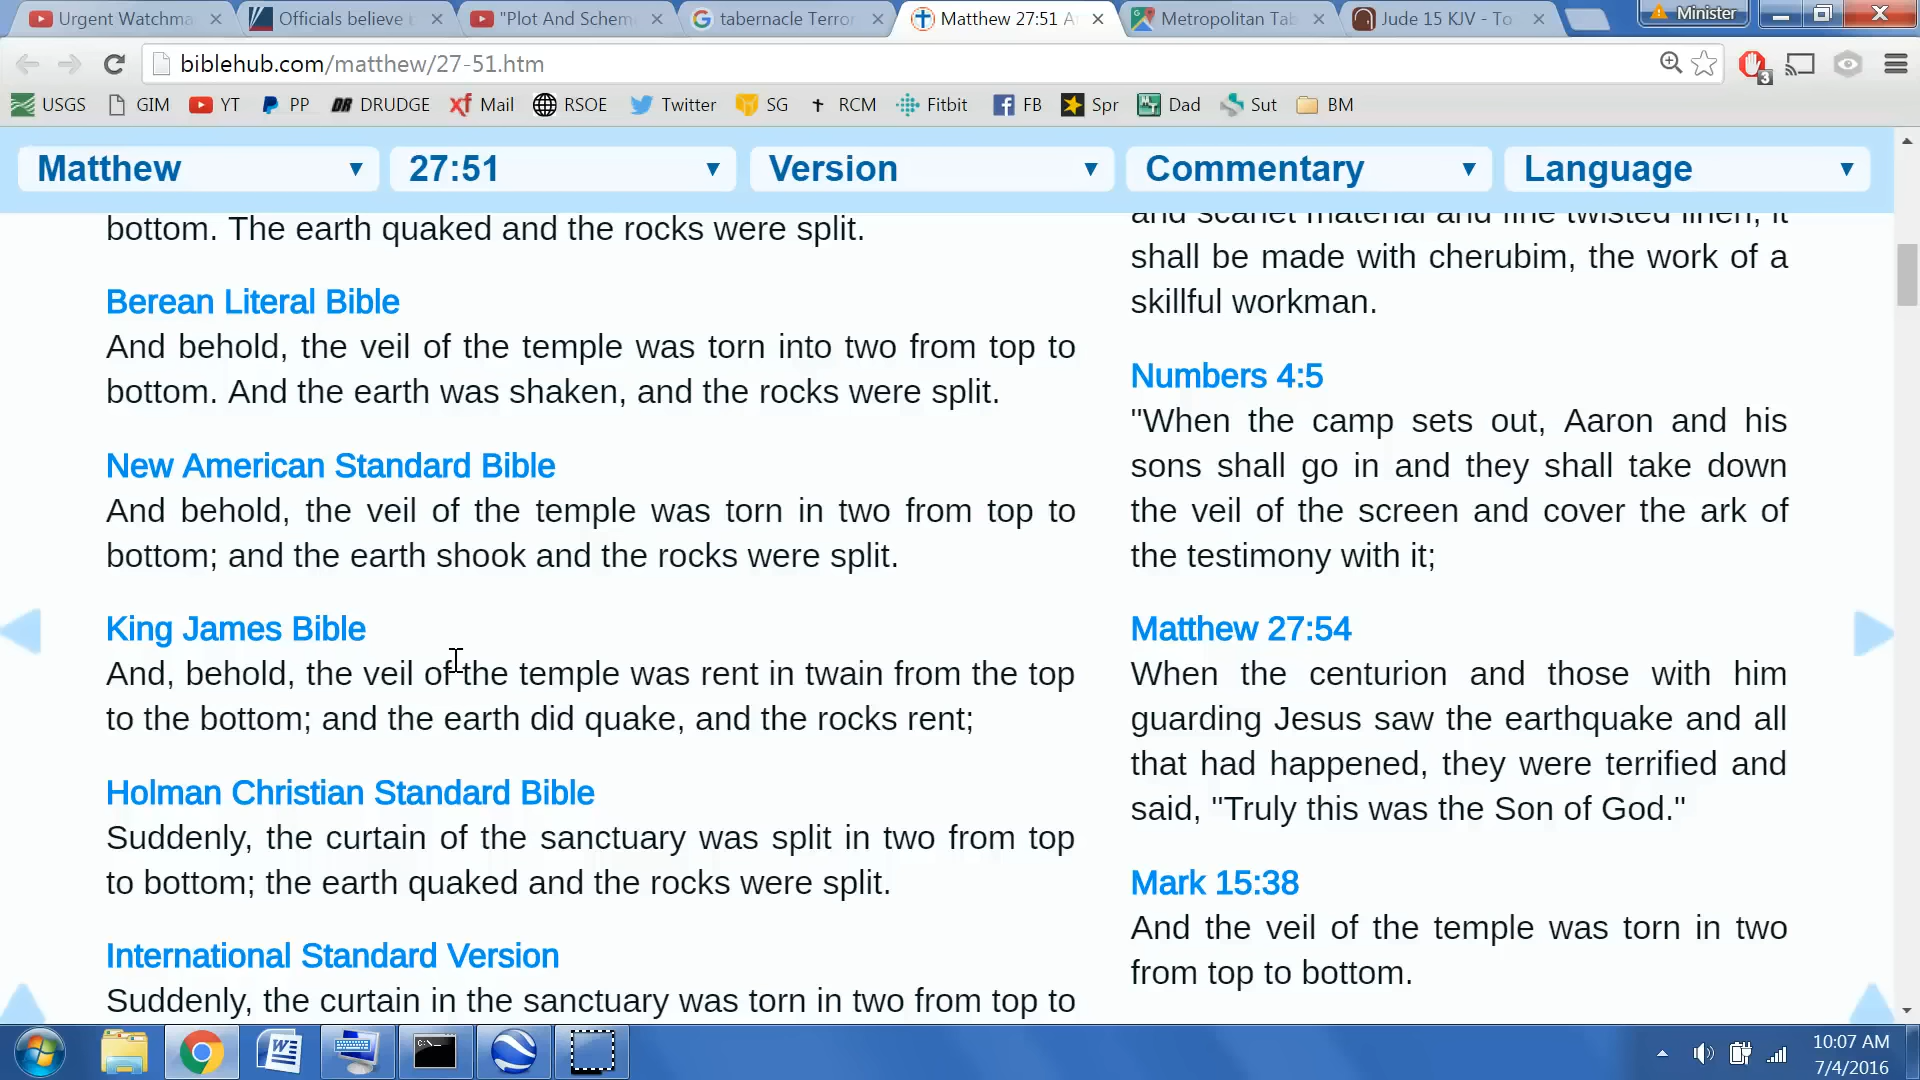 Urgent Watchma
Officials believe
"Plot And Scheme
tabernacle Terror
Matthew 27:51 A
Metropolitan Tab
Jude 15 KJV - To
Minister
biblehub.com/matthew/27-51.htm
3
USGS GIM YT PP DRUDGE Mail RSOE Twitter SG RCM Fitbit FB Spr Dad Sut BM
Matthew 27:51 Version Commentary Language
bottom. The earth quaked and the rocks were split.
Berean Literal Bible
And behold, the veil of the temple was torn into two from top to
bottom. And the earth was shaken, and the rocks were split.
New American Standard Bible
And behold, the veil of the temple was torn in two from top to
bottom; and the earth shook and the rocks were split.
King James Bible
And, behold, the veil of the temple was rent in twain from the top
to the bottom; and the earth did quake, and the rocks rent;
Holman Christian Standard Bible
Suddenly, the curtain of the sanctuary was split in two from top
to bottom; the earth quaked and the rocks were split.
International Standard Version
Suddenly, the curtain in the sanctuary was torn in two from top to
and scarlet material and fine twisted linen; it
shall be made with cherubim, the work of a
skillful workman.
Numbers 4:5
"When the camp sets out, Aaron and his
sons shall go in and they shall take down
the veil of the screen and cover the ark of
the testimony with it;
Matthew 27:54
When the centurion and those with him
guarding Jesus saw the earthquake and all
that had happened, they were terrified and
said, "Truly this was the Son of God."
Mark 15:38
And the veil of the temple was torn in two
from top to bottom.
10:07 AM
7/4/2016